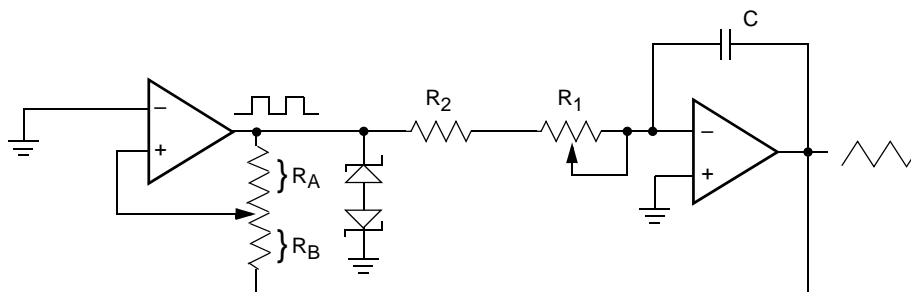 C
R2
R1
–
+
} RA
} RB
–
+